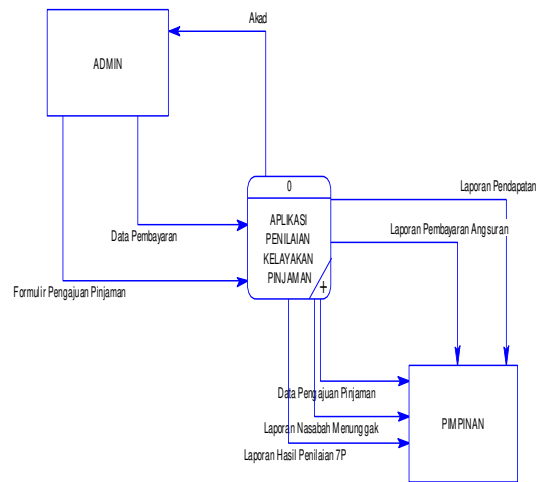 Akad
ADMIN
0
APLIKASI
PENILAIAN
KELAYAKAN
PINJAMAN
+
Laporan Pendapatan
Laporan Pembayaran Angsuran
Data Pembayaran
Formulir Pengajuan Pinjaman
Data Pengajuan Pinjaman
Laporan Nasabah Menunggak
Laporan Hasil Penilaian 7P
PIMPINAN